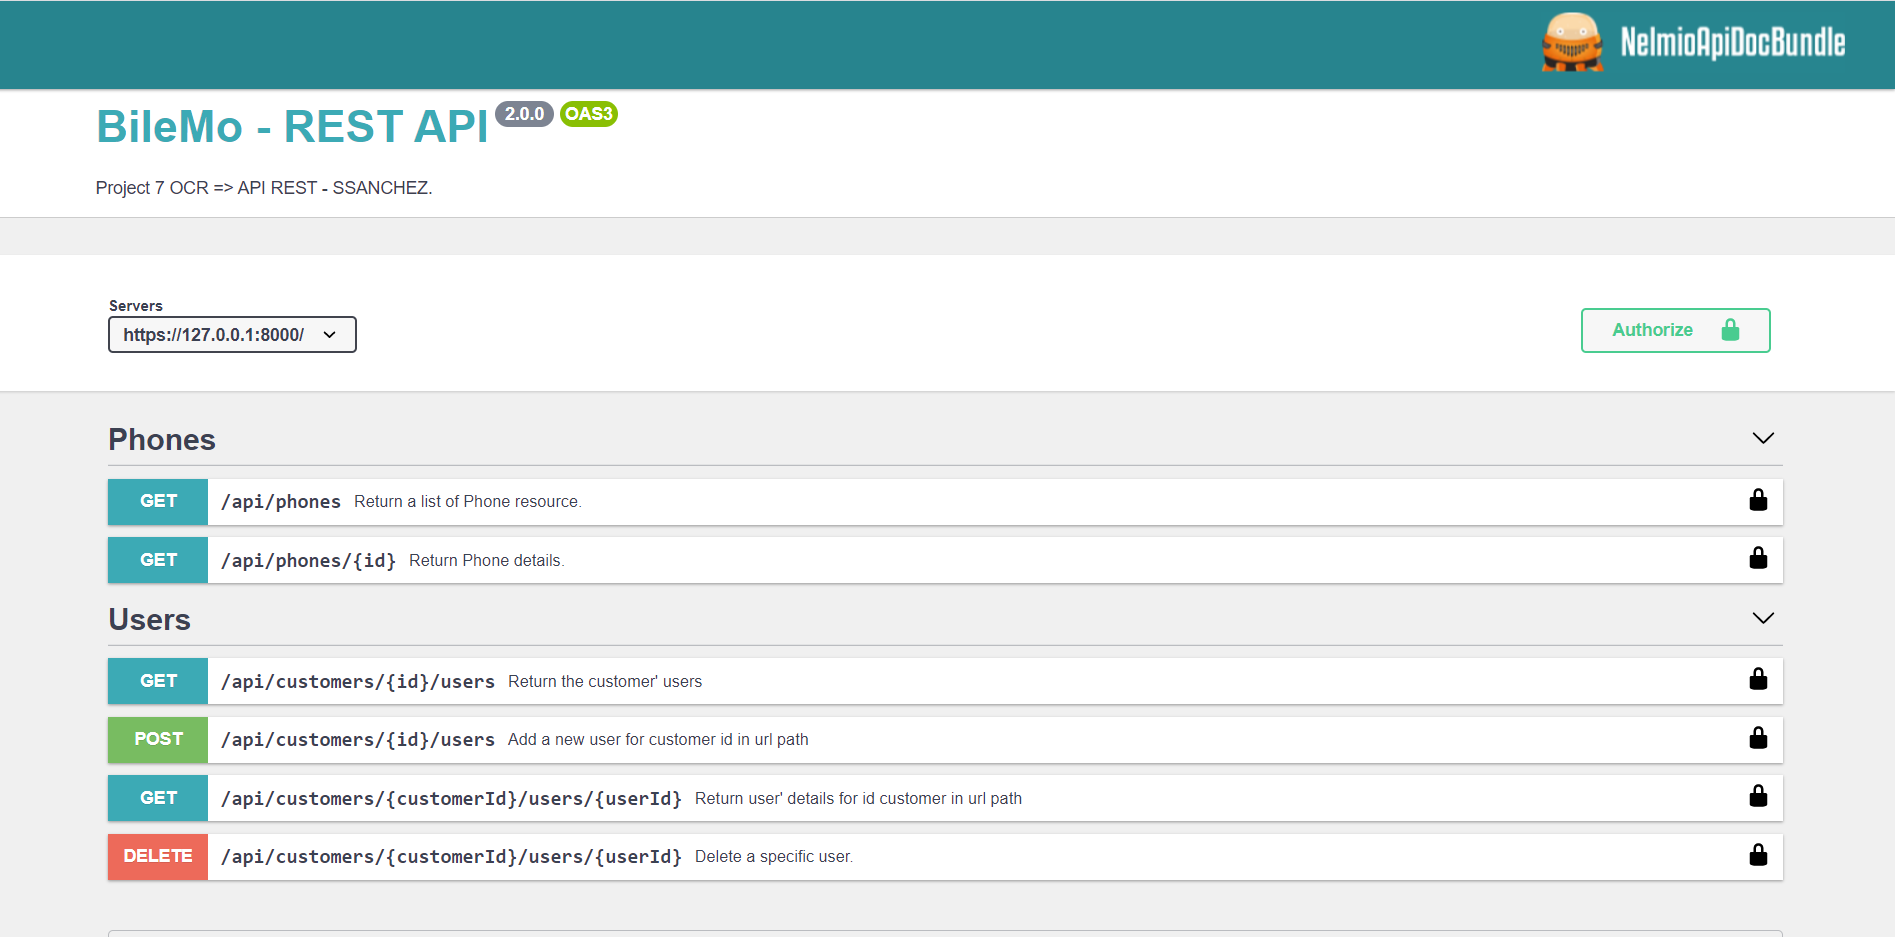 NelmioApiDocBundle
BileMo - REST API 2.0.0 OAS3
Project 7 OCR => API REST - SSANCHEZ.
Servers
https://127.0.0.1:8000/
Authorize
Phones
GET /api/phones Return a list of Phone resource.
GET /api/phones/{id} Return Phone details.
Users
GET /api/customers/{id}/users Return the customer' users
POST /api/customers/{id}/users Add a new user for customer id in url path
GET /api/customers/{customerId}/users/{userId} Return user' details for id customer in url path
DELETE /api/customers/{customerId}/users/{userId} Delete a specific user.